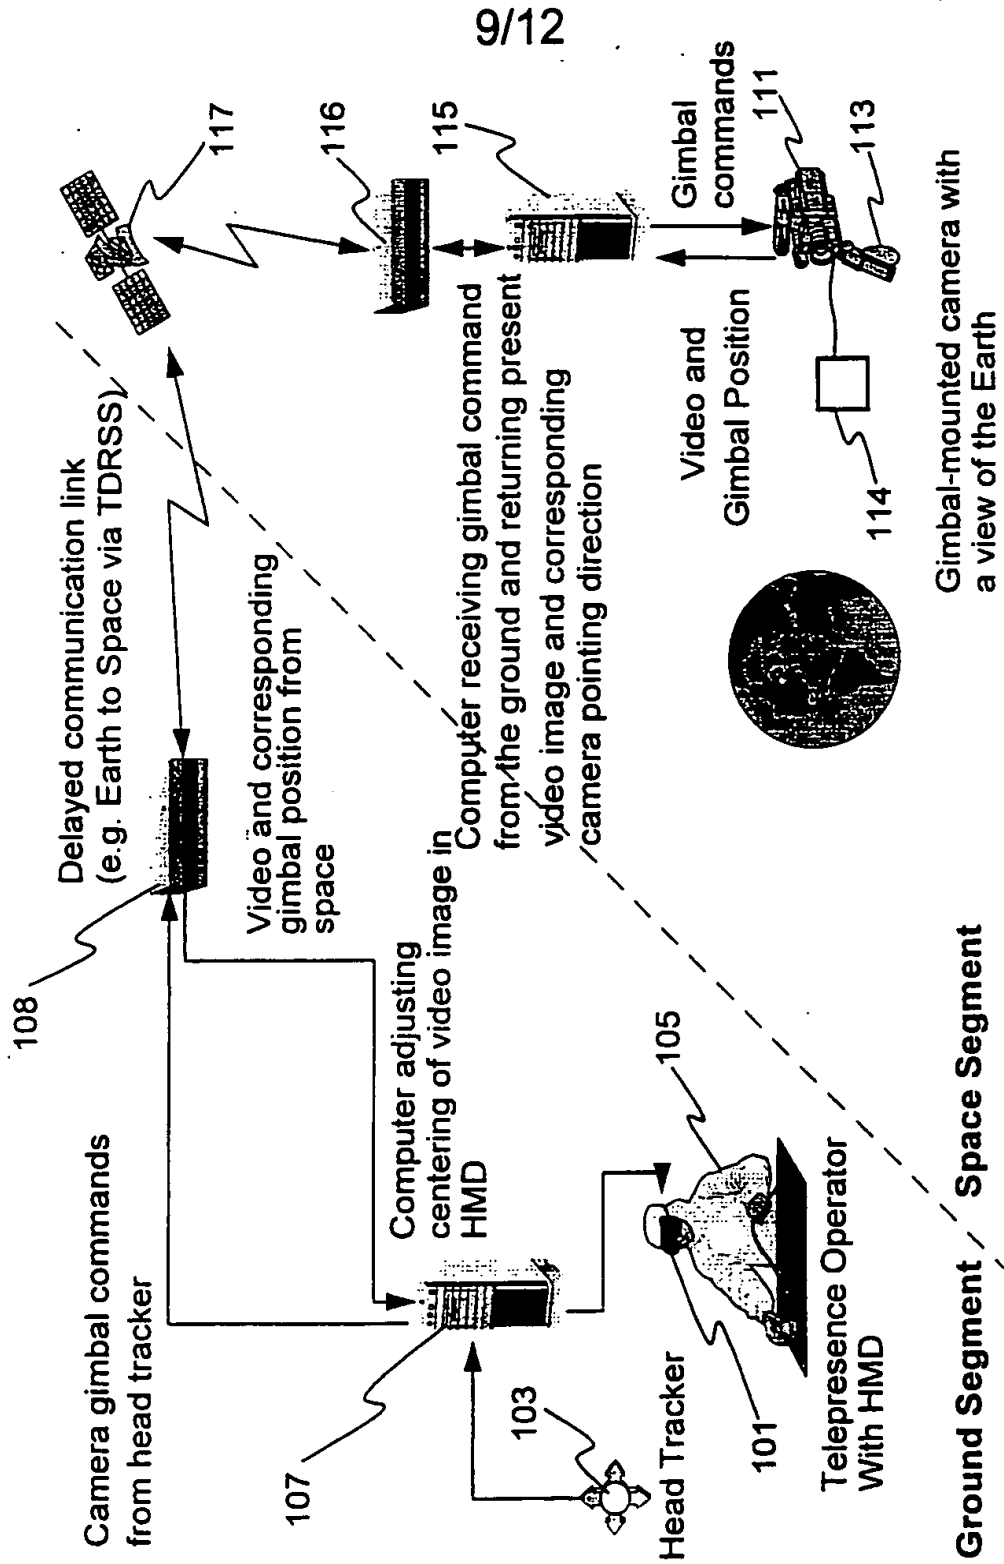 9/12
Camera gimbal commands
from head tracker
108
Delayed communication link
(e.g. Earth to Space via TDRSS)
117
Video and corresponding
gimbal position from
space
116
107
Computer adjusting
centering of video image in
HMD
Computer receiving gimbal command
from the ground and returning present
video image and corresponding
camera pointing direction
115
103
Head Tracker
101
105
Video and
Gimbal Position
Gimbal
commands
111
114
113
Telepresence Operator
With HMD
Gimbal-mounted camera with
a view of the Earth
Ground Segment
Space Segment